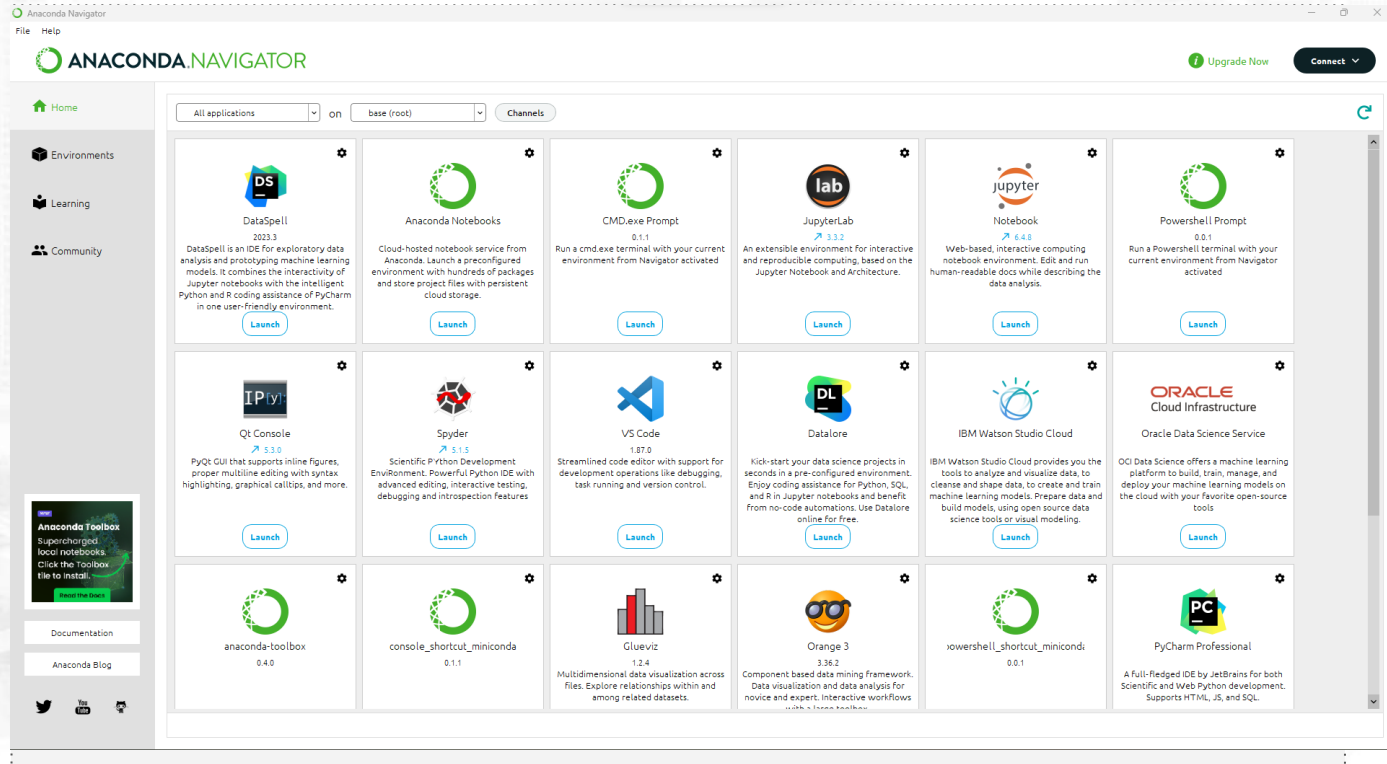 Anaconda Navigator
File Help
ANACONDA.NAVIGATOR
i Upgrade Now
Connect
Home
Environments
Learning
Community
All applications on base (root) Channels
DS
DataSpell
2023.3
DataSpell is an IDE for exploratory data
analysis and prototyping machine learning
models. It combines the interactivity of
Jupyter notebooks with the intelligent
Python and R coding assistance of PyCharm
in one user-friendly environment.
Launch
Anaconda Notebooks
Cloud-hosted notebook service from
Anaconda. Launch a preconfigured
environment with hundreds of packages
and store project files with persistent
cloud storage.
Launch
CMD.exe Prompt
0.1.1
Run a cmd.exe terminal with your current
environment from Navigator activated
Launch
lab
JupyterLab
3.3.2
An extensible environment for interactive
and reproducible computing, based on the
Jupyter Notebook and Architecture.
Launch
jupyter
Notebook
6.4.8
Web-based, interactive computing
notebook environment. Edit and run
human-readable docs while describing the
data analysis.
Launch
Powershell Prompt
0.0.1
Run a Powershell terminal with your
current environment from Navigator
activated
Launch
IP[y]:
Qt Console
5.3.0
PyQt GUI that supports inline figures,
proper multiline editing with syntax
highlighting, graphical calltips, and more.
Launch
Spyder
5.1.5
Scientific PYthon Development
EnviRonment. Powerful Python IDE with
advanced editing, interactive testing,
debugging and introspection features
Launch
VS Code
1.87.0
Streamlined code editor with support for
development operations like debugging,
task running and version control.
Launch
DL
Datalore
Kick-start your data science projects in
seconds in a pre-configured environment.
Enjoy coding assistance for Python, SQL,
and R in Jupyter notebooks and benefit
from no-code automations. Use Datalore
online for free.
Launch
IBM Watson Studio Cloud
IBM Watson Studio Cloud provides you the
tools to analyze and visualize data, to
cleanse and shape data, to create and train
machine learning models. Prepare data and
build models, using open source data
science tools or visual modeling.
Launch
ORACLE
Cloud Infrastructure
Oracle Data Science Service
OCI Data Science offers a machine learning
platform to build, train, manage, and
deploy your machine learning models on
the cloud with your favorite open-source
tools
Launch
anaconda-toolbox
0.4.0
console_shortcut_miniconda
0.1.1
Glueviz
1.2.4
Multidimensional data visualization across
files. Explore relationships within and
among related datasets.
Orange 3
3.36.2
Component based data mining framework.
Data visualization and data analysis for
novice and expert. Interactive workflows
with a large toolbox.
powershell_shortcut_miniconda
0.0.1
PC
PyCharm Professional
A full-fledged IDE by JetBrains for both
Scientific and Web Python development.
Supports HTML, JS, and SQL.
Anaconda Toolbox
Supercharged
local notebooks.
Click the Toolbox
tile to install.
Read the Docs
Documentation
Anaconda Blog
You
Tube